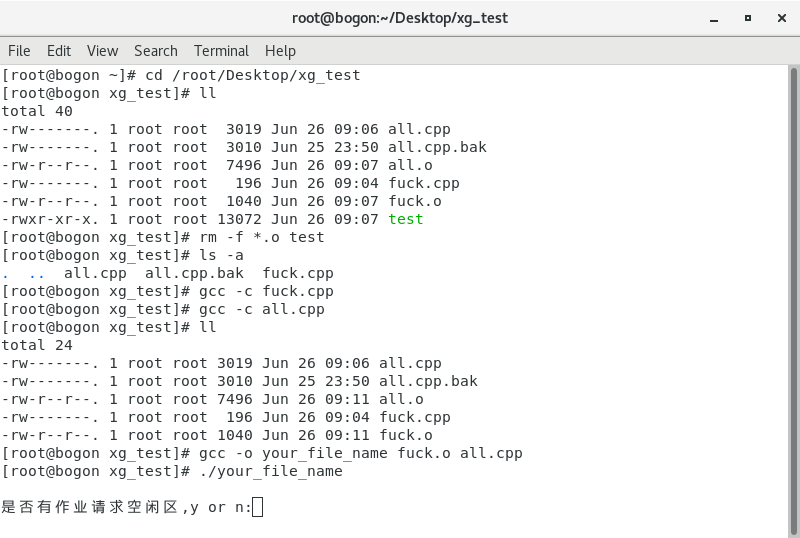 root@bogon:~/Desktop/xg_test
File Edit View Search Terminal Help
[root@bogon ~]# cd /root/Desktop/xg_test
[root@bogon xg_test]# ll
total 40
-rw-------. 1 root root  3019 Jun 26 09:06 all.cpp
-rw-------. 1 root root  3010 Jun 25 23:50 all.cpp.bak
-rw-r--r--. 1 root root  7496 Jun 26 09:07 all.o
-rw-------. 1 root root   196 Jun 26 09:04 fuck.cpp
-rw-r--r--. 1 root root  1040 Jun 26 09:07 fuck.o
-rwxr-xr-x. 1 root root 13072 Jun 26 09:07 test
[root@bogon xg_test]# rm -f *.o test
[root@bogon xg_test]# ls -a
.  ..  all.cpp  all.cpp.bak  fuck.cpp
[root@bogon xg_test]# gcc -c fuck.cpp
[root@bogon xg_test]# gcc -c all.cpp
[root@bogon xg_test]# ll
total 24
-rw-------. 1 root root 3019 Jun 26 09:06 all.cpp
-rw-------. 1 root root 3010 Jun 25 23:50 all.cpp.bak
-rw-r--r--. 1 root root 7496 Jun 26 09:11 all.o
-rw-------. 1 root root  196 Jun 26 09:04 fuck.cpp
-rw-r--r--. 1 root root 1040 Jun 26 09:11 fuck.o
[root@bogon xg_test]# gcc -o your_file_name fuck.o all.cpp
[root@bogon xg_test]# ./your_file_name
是否有作业请求空闲区,y or n: